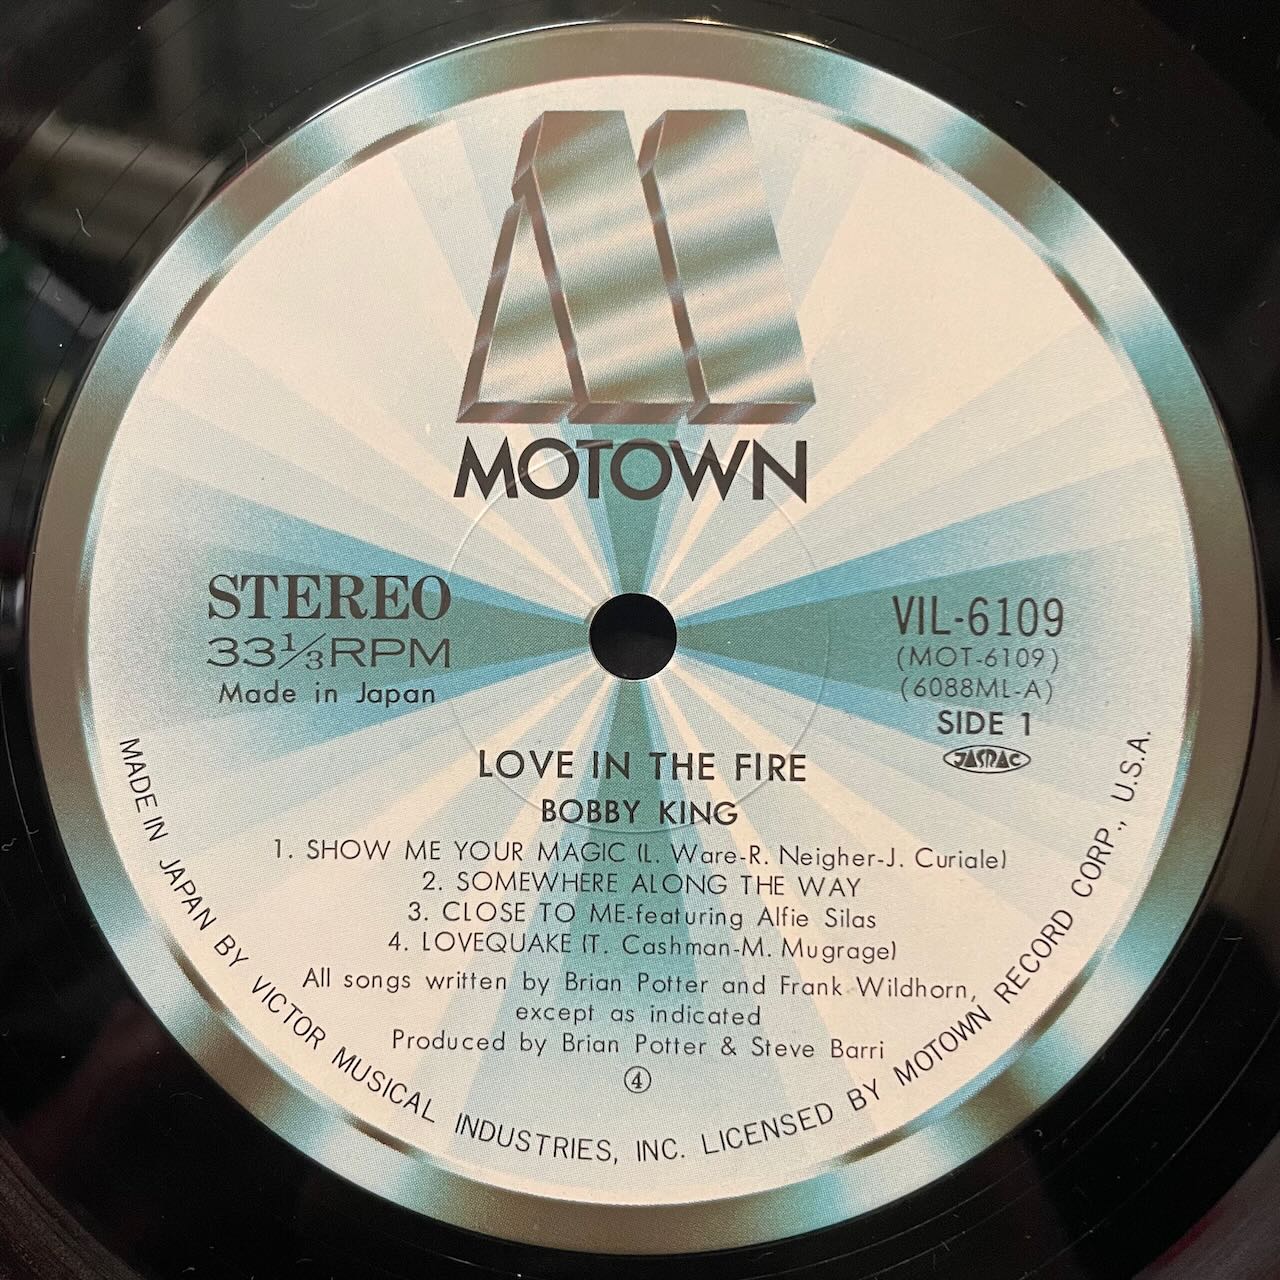 MOTOWN
STEREO
33⅓RPM
Made in Japan
VIL-6109
(MOT-6109)
(6088ML-A)
SIDE 1
JASRAC
LOVE IN THE FIRE
BOBBY KING
1. SHOW ME YOUR MAGIC (L. Ware-R. Neigher-J. Curiale)
2. SOMEWHERE ALONG THE WAY
3. CLOSE TO ME-featuring Alfie Silas
4. LOVEQUAKE (T. Cashman-M. Mugrage)
All songs written by Brian Potter and Frank Wildhorn,
except as indicated
Produced by Brian Potter & Steve Barri
④
MADE IN JAPAN BY VICTOR MUSICAL INDUSTRIES, INC. LICENSED BY MOTOWN RECORD CORP., U.S.A.